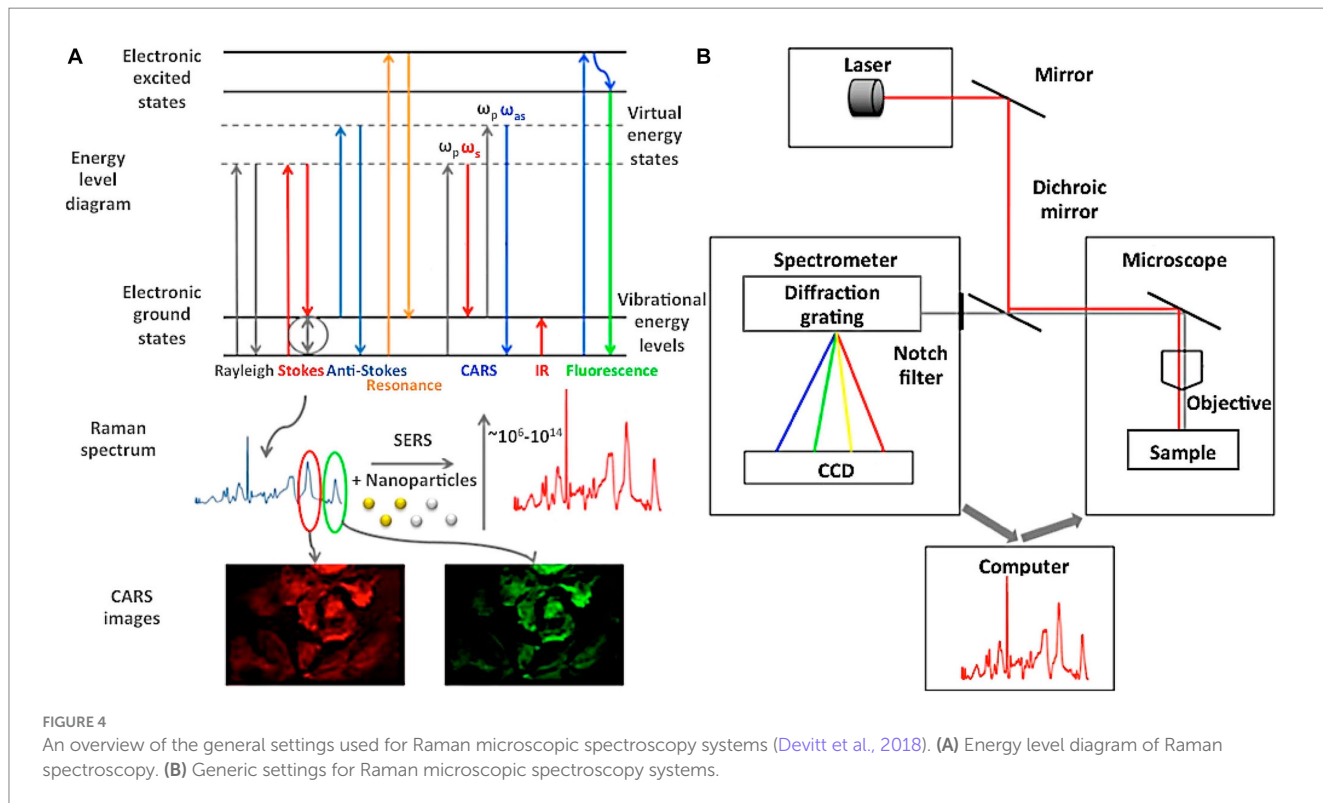 A
Electronic
excited
states
Energy
level
diagram
Electronic
ground
states
ωp ωas
ωp ωs
Virtual
energy
states
Vibrational
energy
levels
Rayleigh Stokes Anti-Stokes CARS IR Fluorescence
Resonance
Raman
spectrum
SERS
+ Nanoparticles
~10⁶-10¹⁴
CARS
images
B
Laser
Mirror
Dichroic
mirror
Spectrometer
Diffraction
grating
Notch
filter
CCD
Microscope
Objective
Sample
Computer
FIGURE 4
An overview of the general settings used for Raman microscopic spectroscopy systems (Devitt et al., 2018). (A) Energy level diagram of Raman
spectroscopy. (B) Generic settings for Raman microscopic spectroscopy systems.